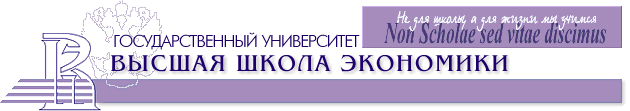 Не для школы, а для жизни мы учимся
Non Scholae sed vitae discimus
ГОСУДАРСТВЕННЫЙ УНИВЕРСИТЕТ
ВЫСШАЯ ШКОЛА ЭКОНОМИКИ